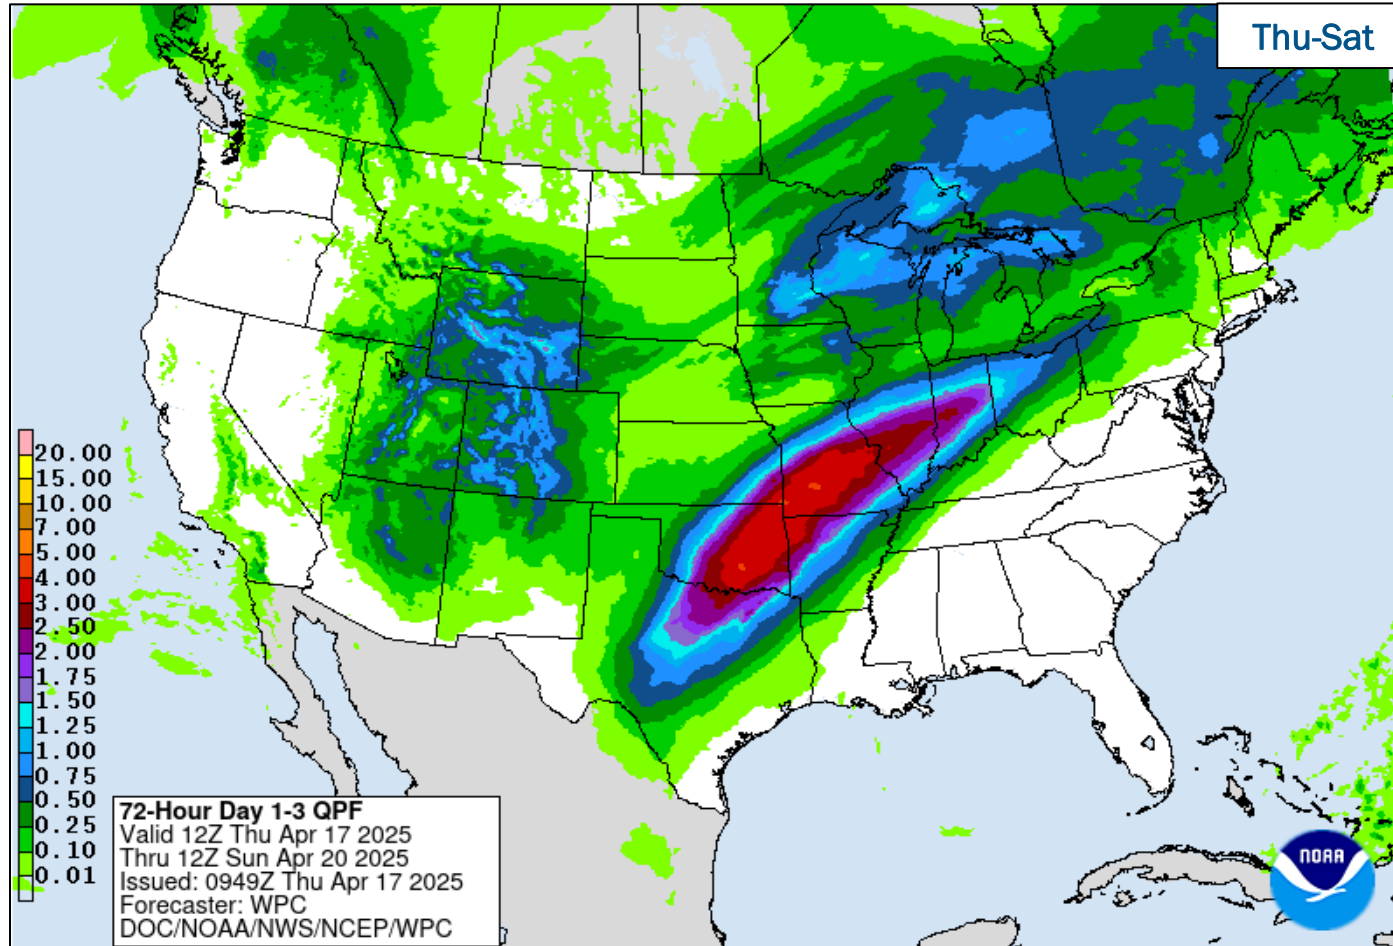 Thu-Sat
20.00
15.00
10.00
7.00
5.00
4.00
3.00
2.50
2.00
1.75
1.50
1.25
1.00
0.75
0.50
0.25
0.10
0.01
72-Hour Day 1-3 QPF
Valid 12Z Thu Apr 17 2025
Thru 12Z Sun Apr 20 2025
Issued: 0949Z Thu Apr 17 2025
Forecaster: WPC
DOC/NOAA/NWS/NCEP/WPC
NOAA